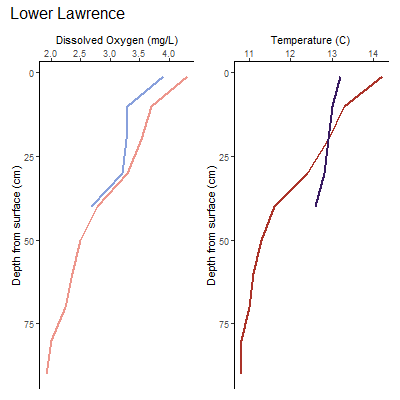 Lower Lawrence
Dissolved Oxygen (mg/L)
2.0 2.5 3.0 3.5 4.0
0
25
50
75
Depth from surface (cm)
Temperature (C)
11 12 13 14
0
25
50
75
Depth from surface (cm)